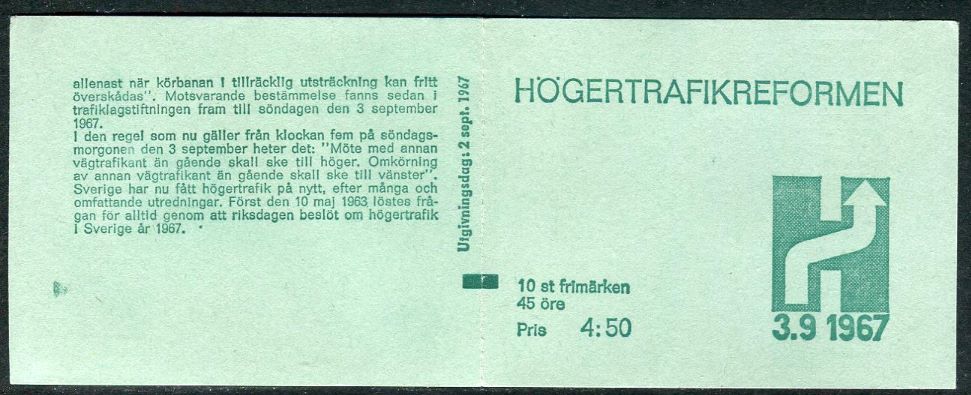 allenast när körbanan i tillräcklig utsträckning kan fritt
överskådas". Motsvarande bestämmelse fanns sedan i
trafiklagstiftningen fram till söndagen den 3 september
1967.
I den regel som nu gäller från klockan fem på söndags-
morgonen den 3 september heter det: "Möte med annan
vägtrafikant än gående skall ske till höger. Omkörning
av annan vägtrafikant än gående skall ske till vänster".
Sverige har nu fått högertrafik på nytt, efter många och
omfattande utredningar. Först den 10 maj 1963 löstes frå-
gan för alltid genom att riksdagen beslöt om högertrafik
i Sverige år 1967.
Utgivningsdag: 2 sept. 1967
HÖGERTRAFIKREFORMEN
10 st frimärken
45 öre
Pris 4:50
H
3.9 1967